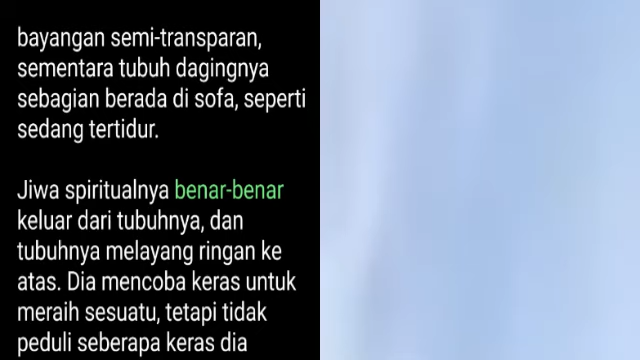 bayangan semi-transparan,
sementara tubuh dagingnya
sebagian berada di sofa, seperti
sedang tertidur.
Jiwa spiritualnya benar-benar
keluar dari tubuhnya, dan
tubuhnya melayang ringan ke
atas. Dia mencoba keras untuk
meraih sesuatu, tetapi tidak
peduli seberapa keras dia